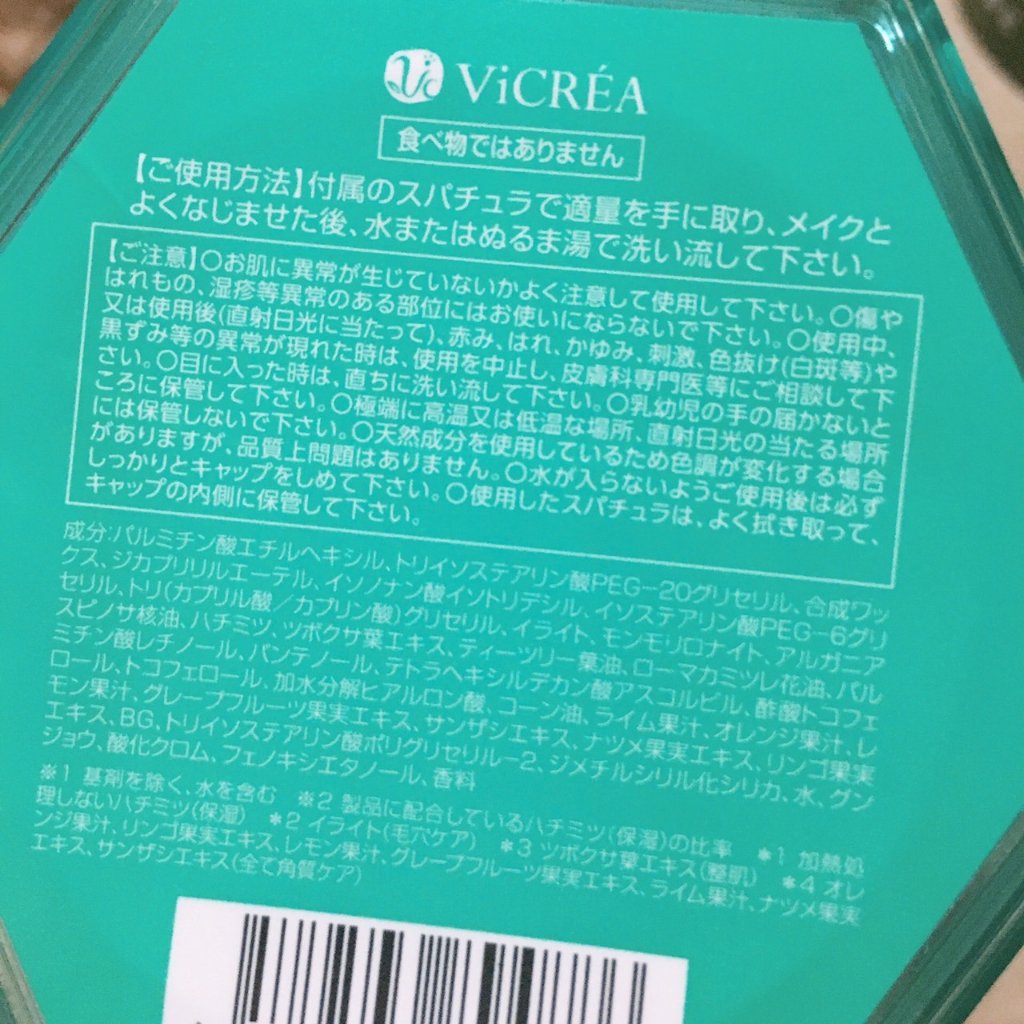 ViCRÉA
食べ物ではありません
【ご使用方法】付属のスパチュラで適量を手に取り、メイクと
よくなじませた後、水またはぬるま湯で洗い流して下さい。
【ご注意】○お肌に異常が生じていないかよく注意して使用して下さい。○傷や
はれもの、湿疹等異常のある部位にはお使いにならないで下さい。○使用中、
又は使用後(直射日光に当たって)、赤み、はれ、かゆみ、刺激、色抜け(白斑等)や
黒ずみ等の異常が現れた時は、使用を中止し、皮膚科専門医等にご相談して下
さい。○目に入った時は、直ちに洗い流して下さい。○乳幼児の手の届かないと
ころに保管して下さい。○極端に高温又は低温な場所、直射日光の当たる場所
には保管しないで下さい。○天然成分を使用しているため色調が変化する場合
がありますが、品質上問題はありません。○水が入らないようご使用後は必ず
しっかりとキャップをしめて下さい。○使用したスパチュラは、よく拭き取って、
キャップの内側に保管して下さい。
成分:パルミチン酸エチルヘキシル、トリイソステアリン酸PEG-20グリセリル、合成ワッ
クス、ジカプリリルエーテル、イソノナン酸イソトリデシル、イソステアリン酸PEG-6グリ
セリル、トリ(カプリル酸／カプリン酸)グリセリル、イライト、モンモリロナイト、アルガニア
スピノサ核油、ハチミツ、ツボクサ葉エキス、ティーツリー葉油、ローマカミツレ花油、パル
ミチン酸レチノール、パンテノール、テトラヘキシルデカン酸アスコルビル、酢酸トコフェ
ロール、トコフェロール、加水分解ヒアルロン酸、コーン油、ライム果汁、オレンジ果汁、レ
モン果汁、グレープフルーツ果実エキス、サンザシエキス、ナツメ果実エキス、リンゴ果実
エキス、BG、トリイソステアリン酸ポリグリセリル-2、ジメチルシリル化シリカ、水、グン
ジョウ、酸化クロム、フェノキシエタノール、香料
※1 基剤を除く、水を含む ※2 製品に配合しているハチミツ(保湿)の比率 *1 加熱処
理しないハチミツ(保湿) *2 イライト(毛穴ケア) *3 ツボクサ葉エキス(整肌) *4 オレ
ンジ果汁、リンゴ果実エキス、レモン果汁、グレープフルーツ果実エキス、ライム果汁、ナツメ果実
エキス、サンザシエキス(全て角質ケア)